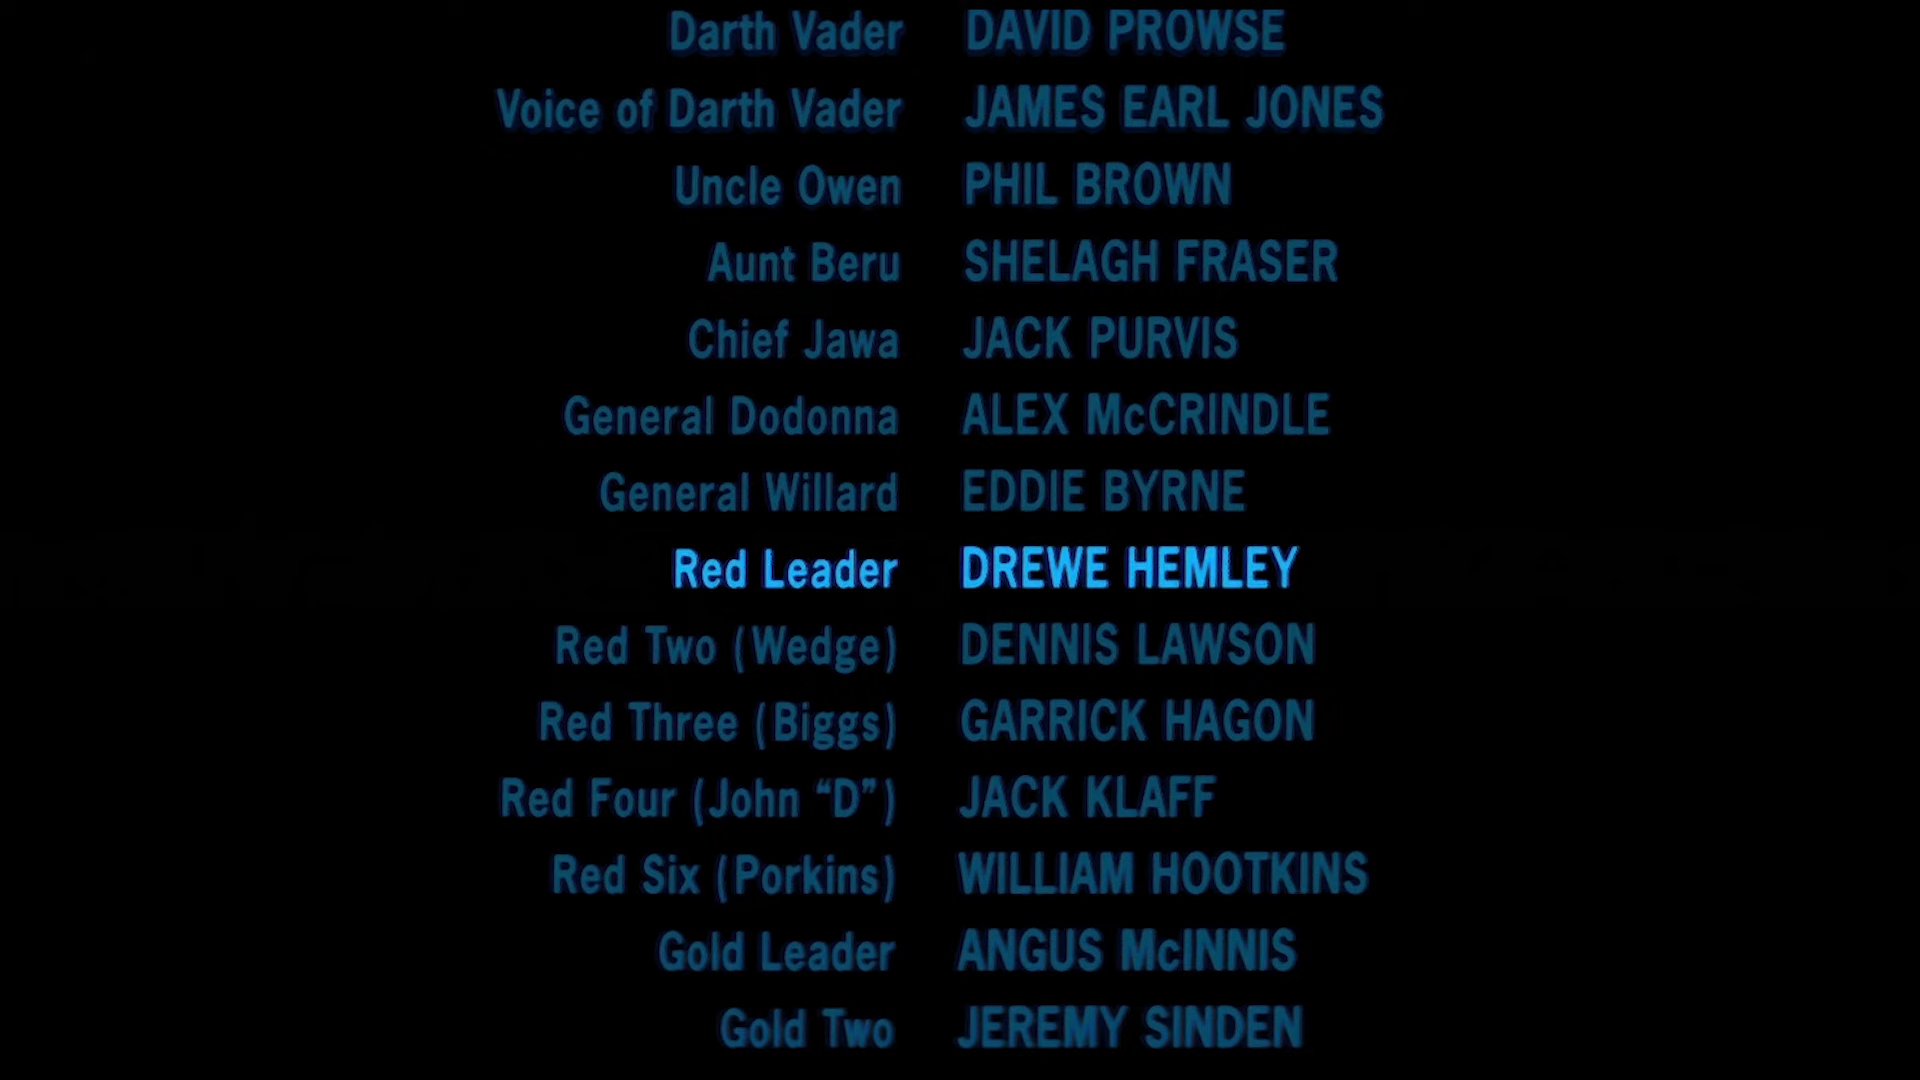 Darth Vader DAVID PROWSE
Voice of Darth Vader JAMES EARL JONES
Uncle Owen PHIL BROWN
Aunt Beru SHELAGH FRASER
Chief Jawa JACK PURVIS
General Dodonna ALEX McCRINDLE
General Willard EDDIE BYRNE
Red Leader DREWE HEMLEY
Red Two (Wedge) DENNIS LAWSON
Red Three (Biggs) GARRICK HAGON
Red Four (John “D”) JACK KLAFF
Red Six (Porkins) WILLIAM HOOTKINS
Gold Leader ANGUS McINNIS
Gold Two JEREMY SINDEN